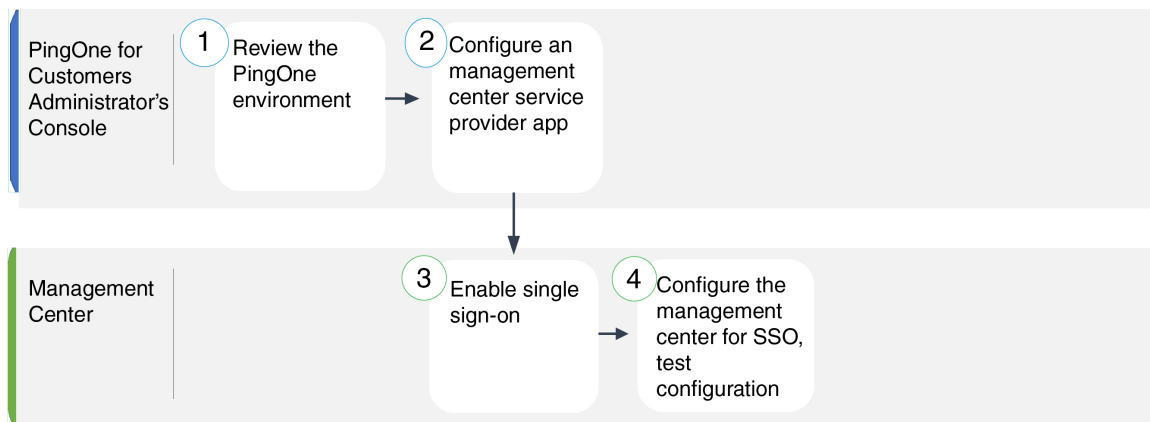 PingOne for
Customers
Administrator's
Console
1
Review the
PingOne
environment
2
Configure an
management
center service
provider app
Management
Center
3
Enable single
sign-on
4
Configure the
management
center for SSO,
test
configuration